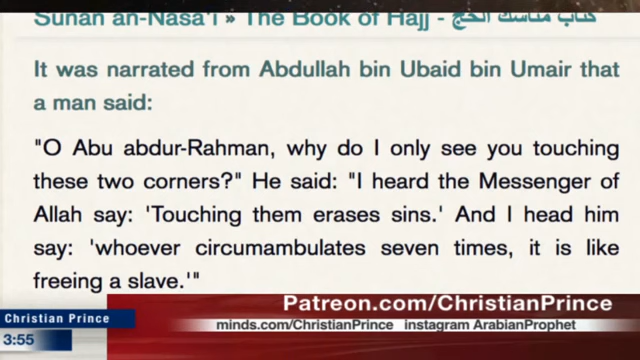 Sunan an-Nasa'i » The Book of Hajj - كتاب مناسك الحج
It was narrated from Abdullah bin Ubaid bin Umair that
a man said:
"O Abu abdur-Rahman, why do I only see you touching
these two corners?" He said: "I heard the Messenger of
Allah say: 'Touching them erases sins.' And I head him
say: 'whoever circumambulates seven times, it is like
freeing a slave.'"
Patreon.com/ChristianPrince
Christian Prince
minds.com/ChristianPrince instagram ArabianProphet
3:55